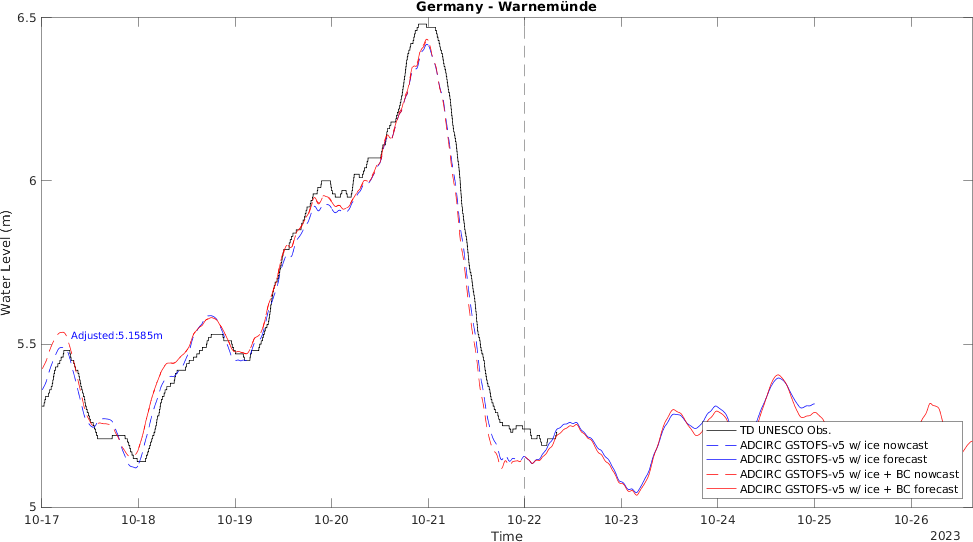 Germany - Warnemünde
6.5
6
5.5
5
Water Level (m)
Adjusted:5.1585m
TD UNESCO Obs.
ADCIRC GSTOFS-v5 w/ ice nowcast
ADCIRC GSTOFS-v5 w/ ice forecast
ADCIRC GSTOFS-v5 w/ ice + BC nowcast
ADCIRC GSTOFS-v5 w/ ice + BC forecast
10-17 10-18 10-19 10-20 10-21 10-22 10-23 10-24 10-25 10-26
Time
2023